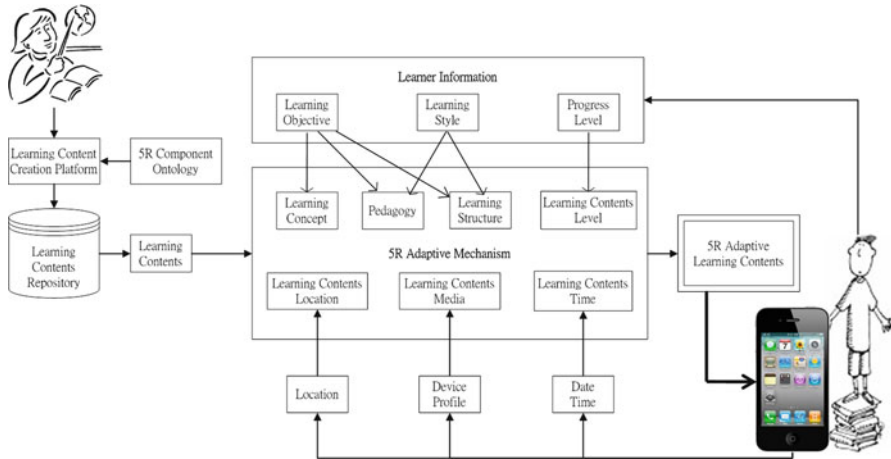 Learner Information
Learning
Objective
Learning
Style
Progress
Level
Learning Content
Creation Platform
5R Component
Ontology
Learning
Concept
Pedagogy
Learning
Structure
Learning Contents
Level
Learning
Contents
Repository
Learning
Contents
5R Adaptive Mechanism
5R Adaptive
Learning Contents
Learning Contents
Location
Learning Contents
Media
Learning Contents
Time
Location
Device
Profile
Date
Time